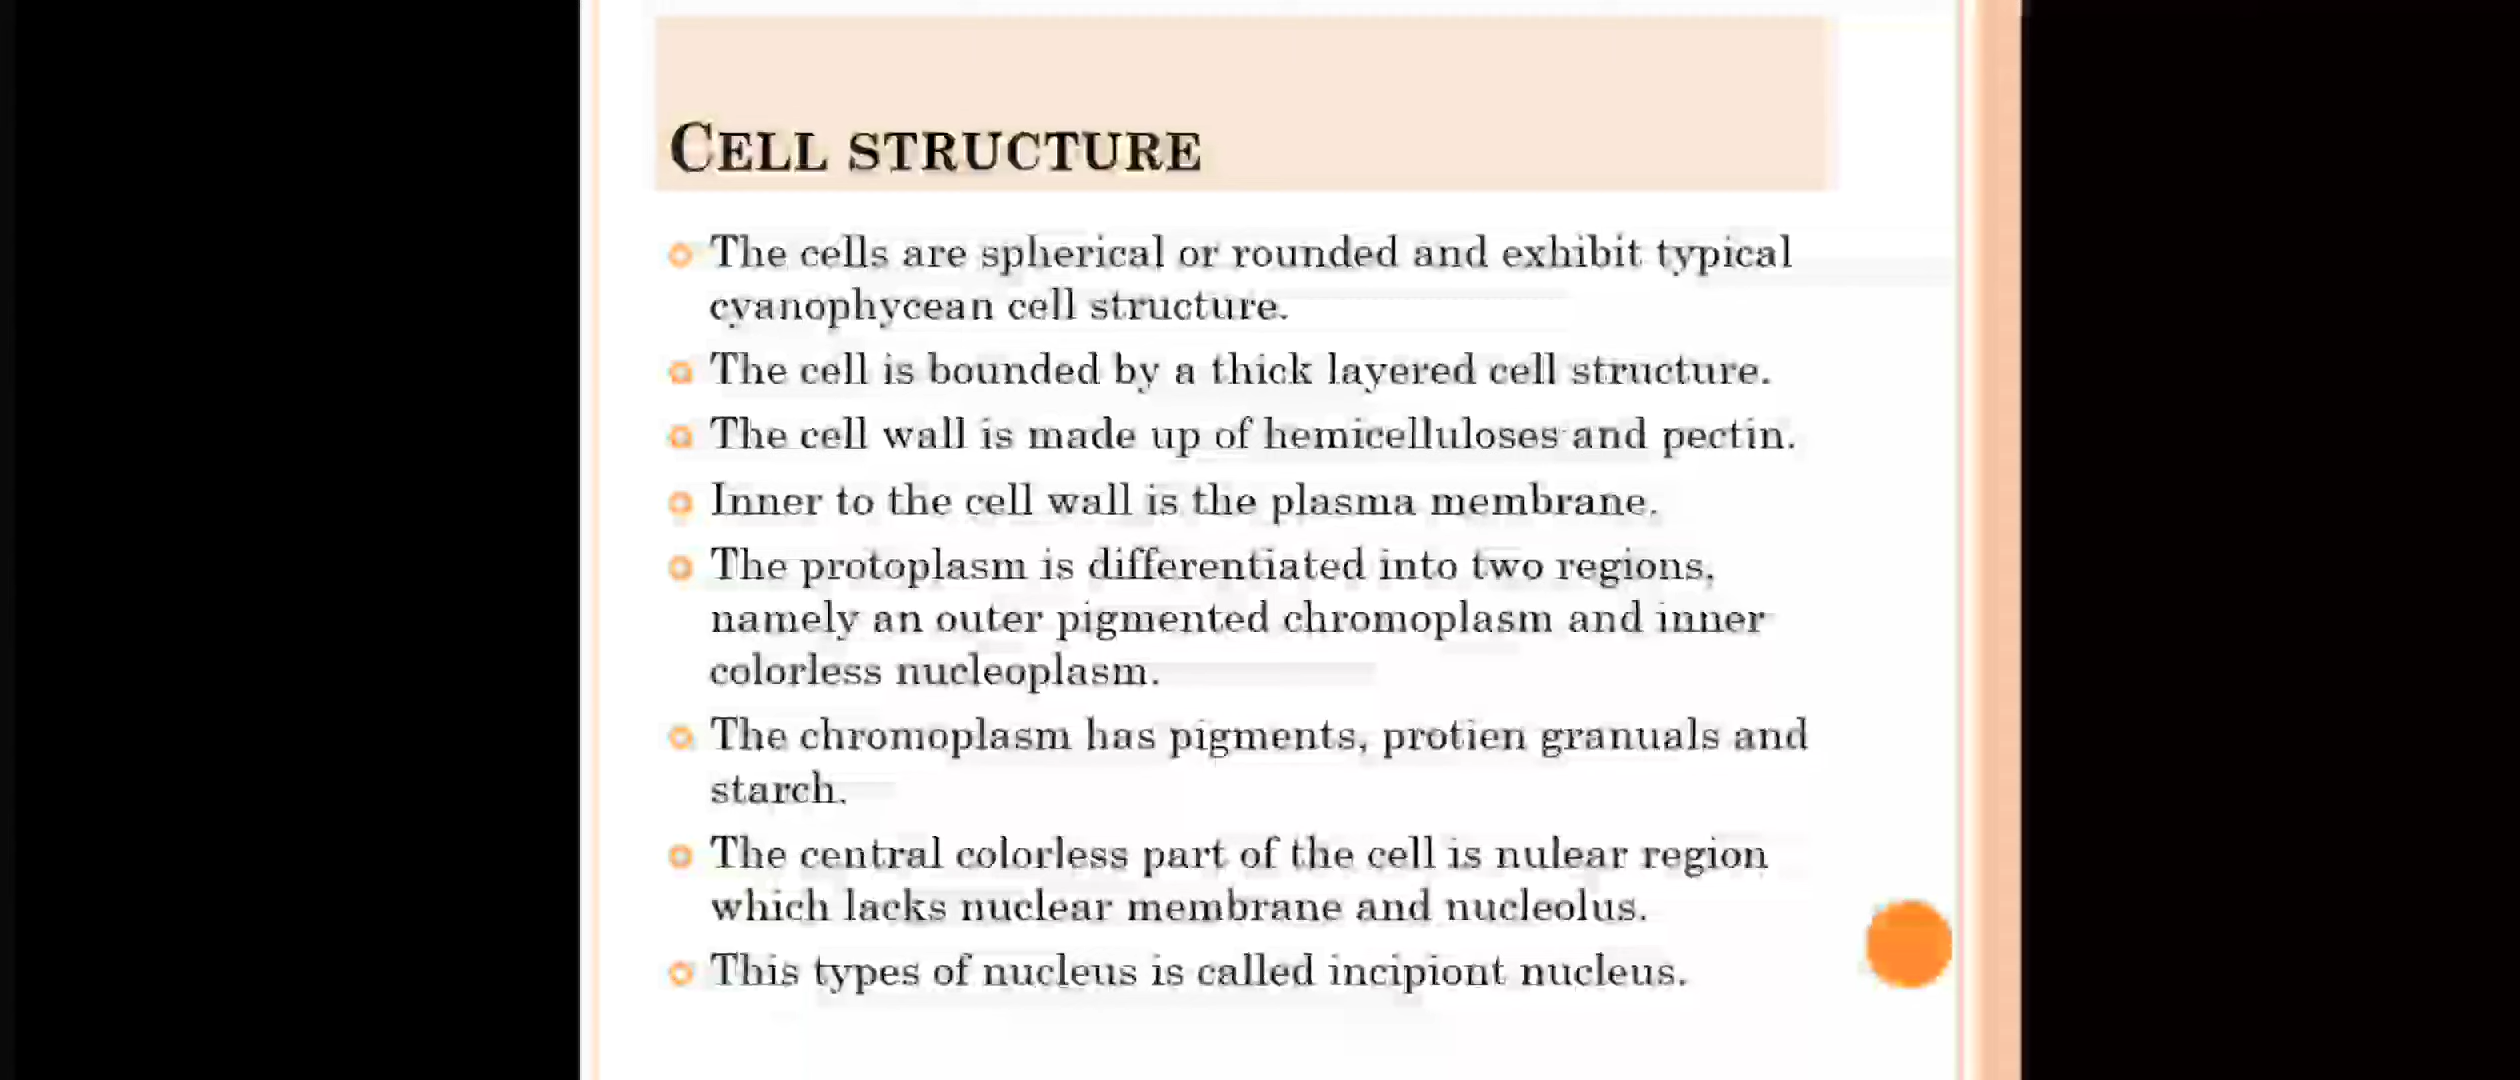 CELL STRUCTURE
The cells are spherical or rounded and exhibit typical
cyanophycean cell structure.
The cell is bounded by a thick layered cell structure.
The cell wall is made up of hemicelluloses and pectin.
Inner to the cell wall is the plasma membrane.
The protoplasm is differentiated into two regions,
namely an outer pigmented chromoplasm and inner
colorless nucleoplasm.
The chromoplasm has pigments, protien granuals and
starch.
The central colorless part of the cell is nulear region
which lacks nuclear membrane and nucleolus.
This types of nucleus is called incipiont nucleus.